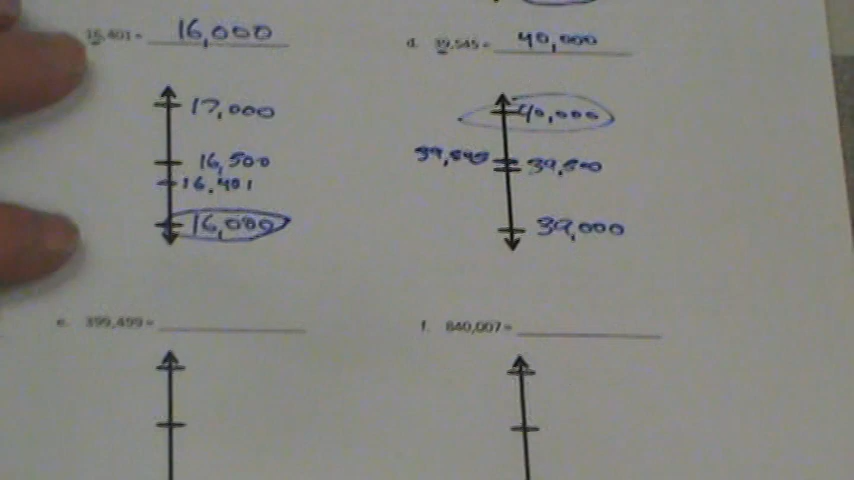 16,401 ≈ 16,000
17,000
16,500
16,401
16,000
d. 39,545 ≈ 40,000
40,000
39,545 39,500
39,000
e. 399,499 ≈
f. 840,007 ≈